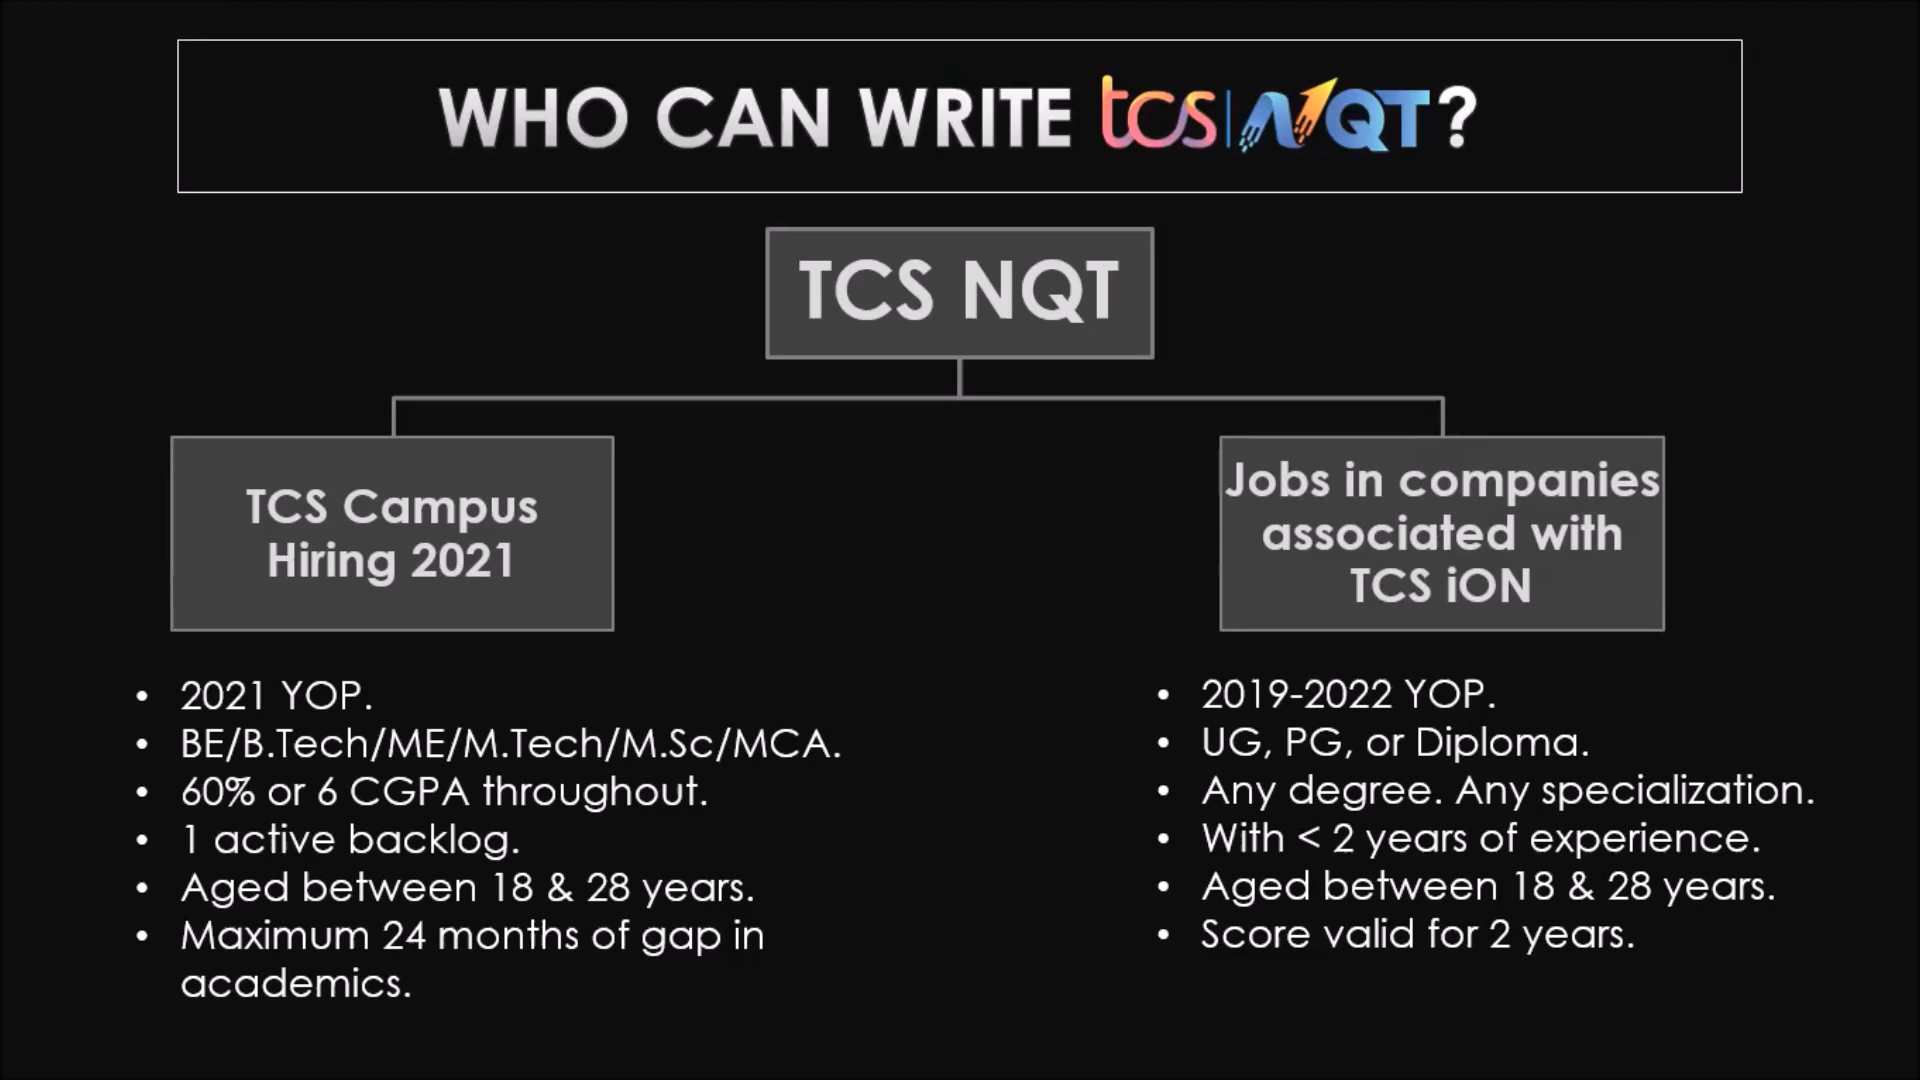 WHO CAN WRITE tcs|NQT?
TCS NQT
TCS Campus
Hiring 2021
• 2021 YOP.
• BE/B.Tech/ME/M.Tech/M.Sc/MCA.
• 60% or 6 CGPA throughout.
• 1 active backlog.
• Aged between 18 & 28 years.
• Maximum 24 months of gap in
academics.
Jobs in companies
associated with
TCS iON
• 2019-2022 YOP.
• UG, PG, or Diploma.
• Any degree. Any specialization.
• With < 2 years of experience.
• Aged between 18 & 28 years.
• Score valid for 2 years.